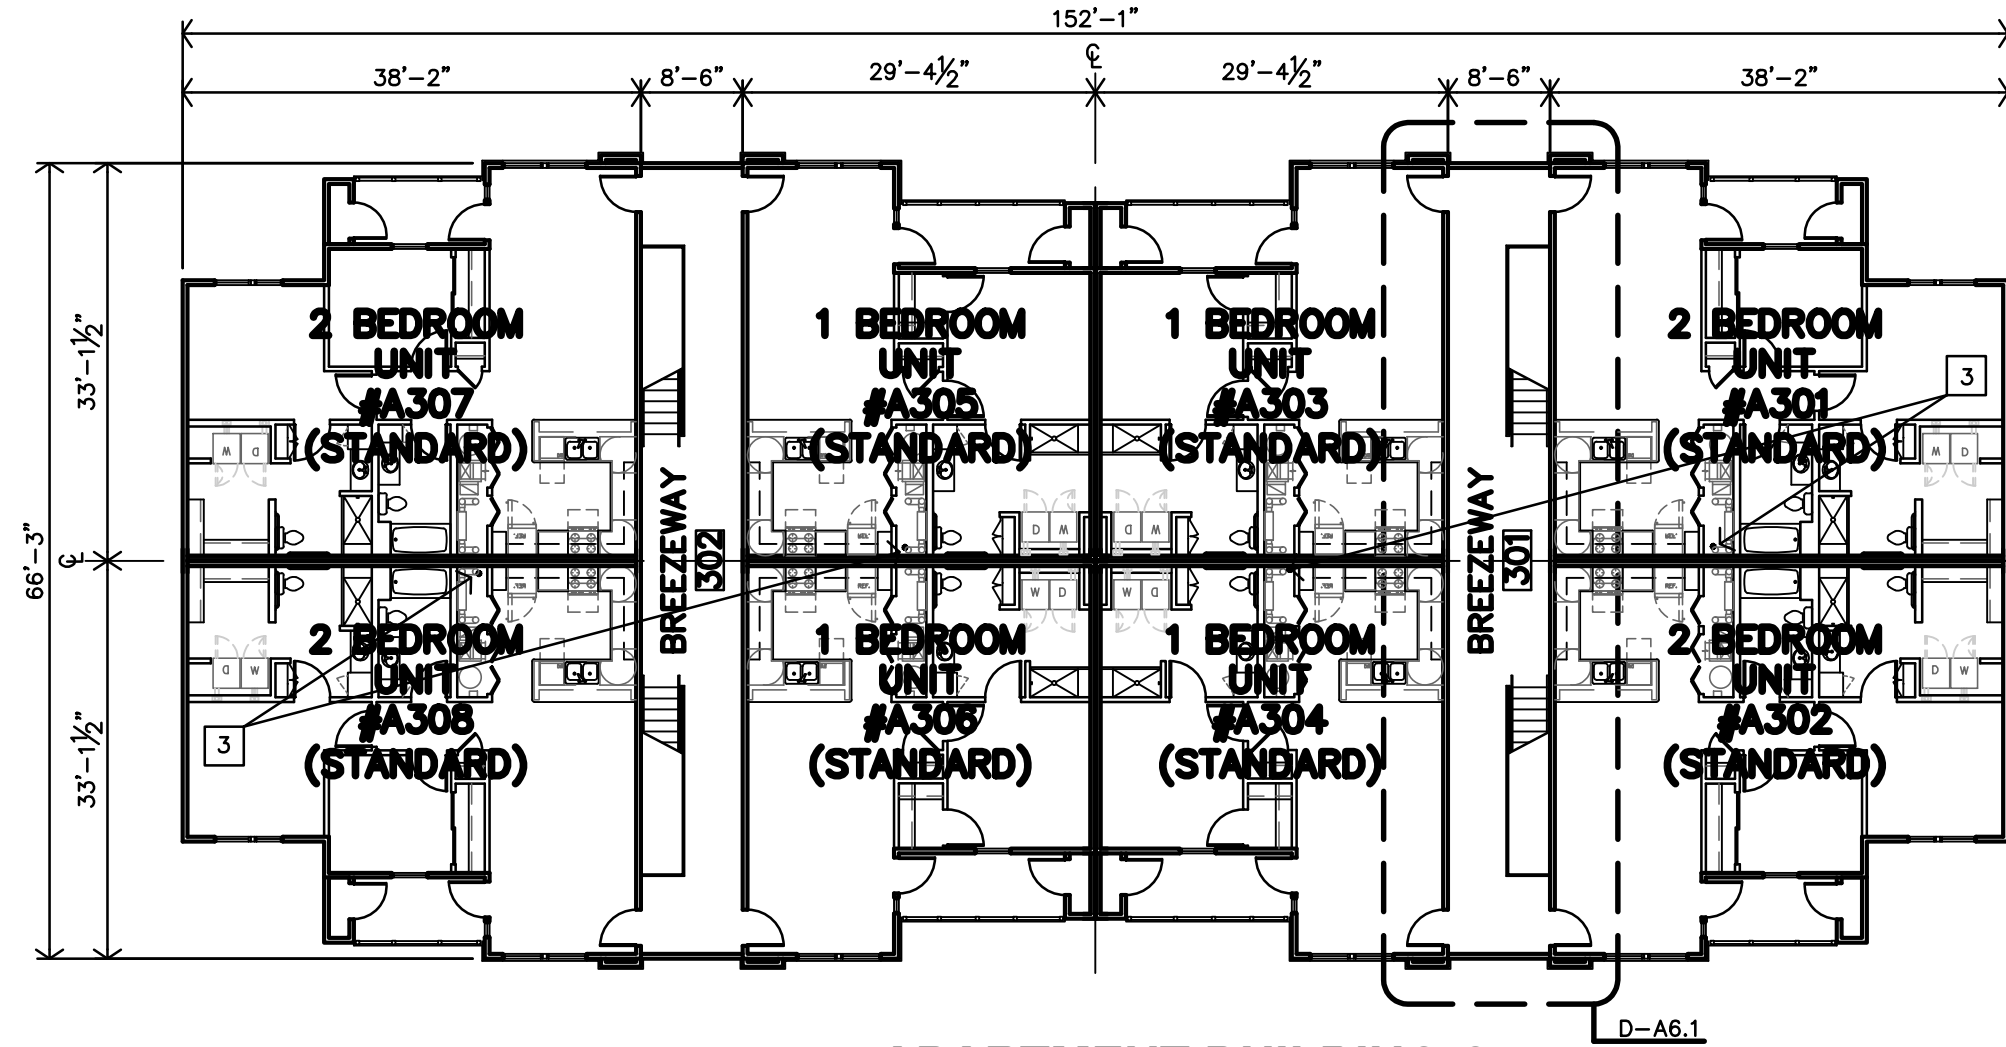 152'-1"
℄
38'-2" 8'-6" 29'-4½" 29'-4½" 8'-6" 38'-2"
2 BEDROOM
UNIT
#A307
(STANDARD)
1 BEDROOM
UNIT
#A305
(STANDARD)
1 BEDROOM
UNIT
#A303
(STANDARD)
2 BEDROOM
UNIT
#A301
(STANDARD)
3
33'-1½"
66'-3"
℄
33'-1½"
W D
D W
D W
W D
BREEZEWAY
302
BREEZEWAY
301
REF.
REF.
D W
W D
W D
D W
2 BEDROOM
UNIT
#A308
(STANDARD)
1 BEDROOM
UNIT
#A306
(STANDARD)
1 BEDROOM
UNIT
#A304
(STANDARD)
2 BEDROOM
UNIT
#A302
(STANDARD)
3
D-A6.1